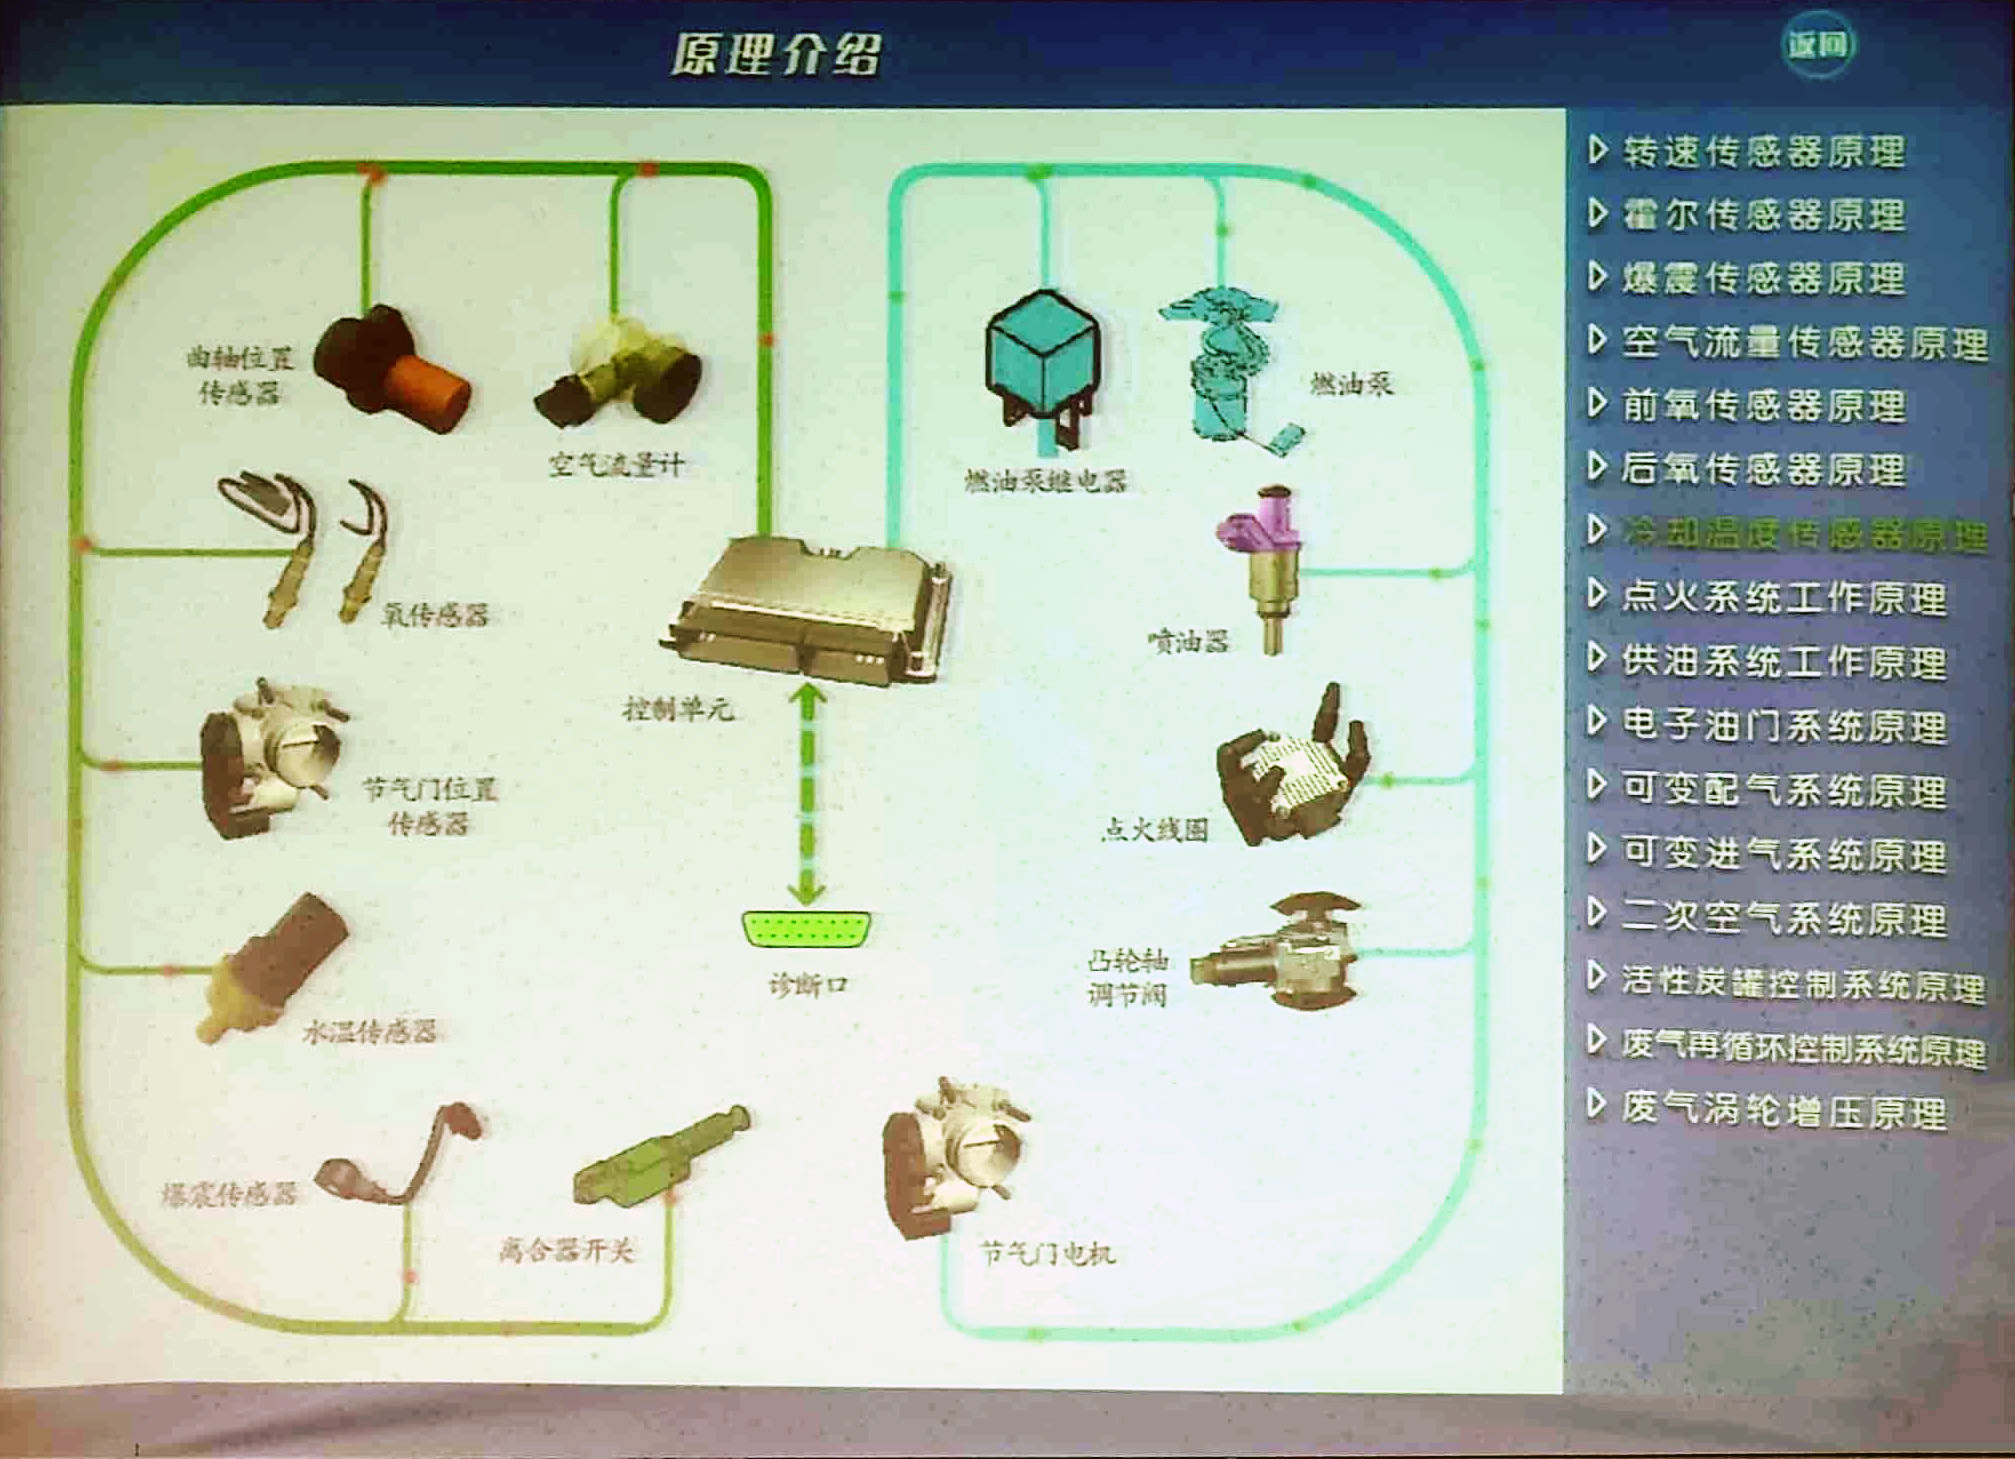 原理介绍
返回
曲轴位置
传感器
空气流量计
燃油泵继电器
燃油泵
氧传感器
喷油器
控制单元
节气门位置
传感器
点火线圈
诊断口
凸轮轴
调节阀
水温传感器
爆震传感器
离合器开关
节气门电机
转速传感器原理
霍尔传感器原理
爆震传感器原理
空气流量传感器原理
前氧传感器原理
后氧传感器原理
冷却温度传感器原理
点火系统工作原理
供油系统工作原理
电子油门系统原理
可变配气系统原理
可变进气系统原理
二次空气系统原理
活性炭罐控制系统原理
废气再循环控制系统原理
废气涡轮增压原理